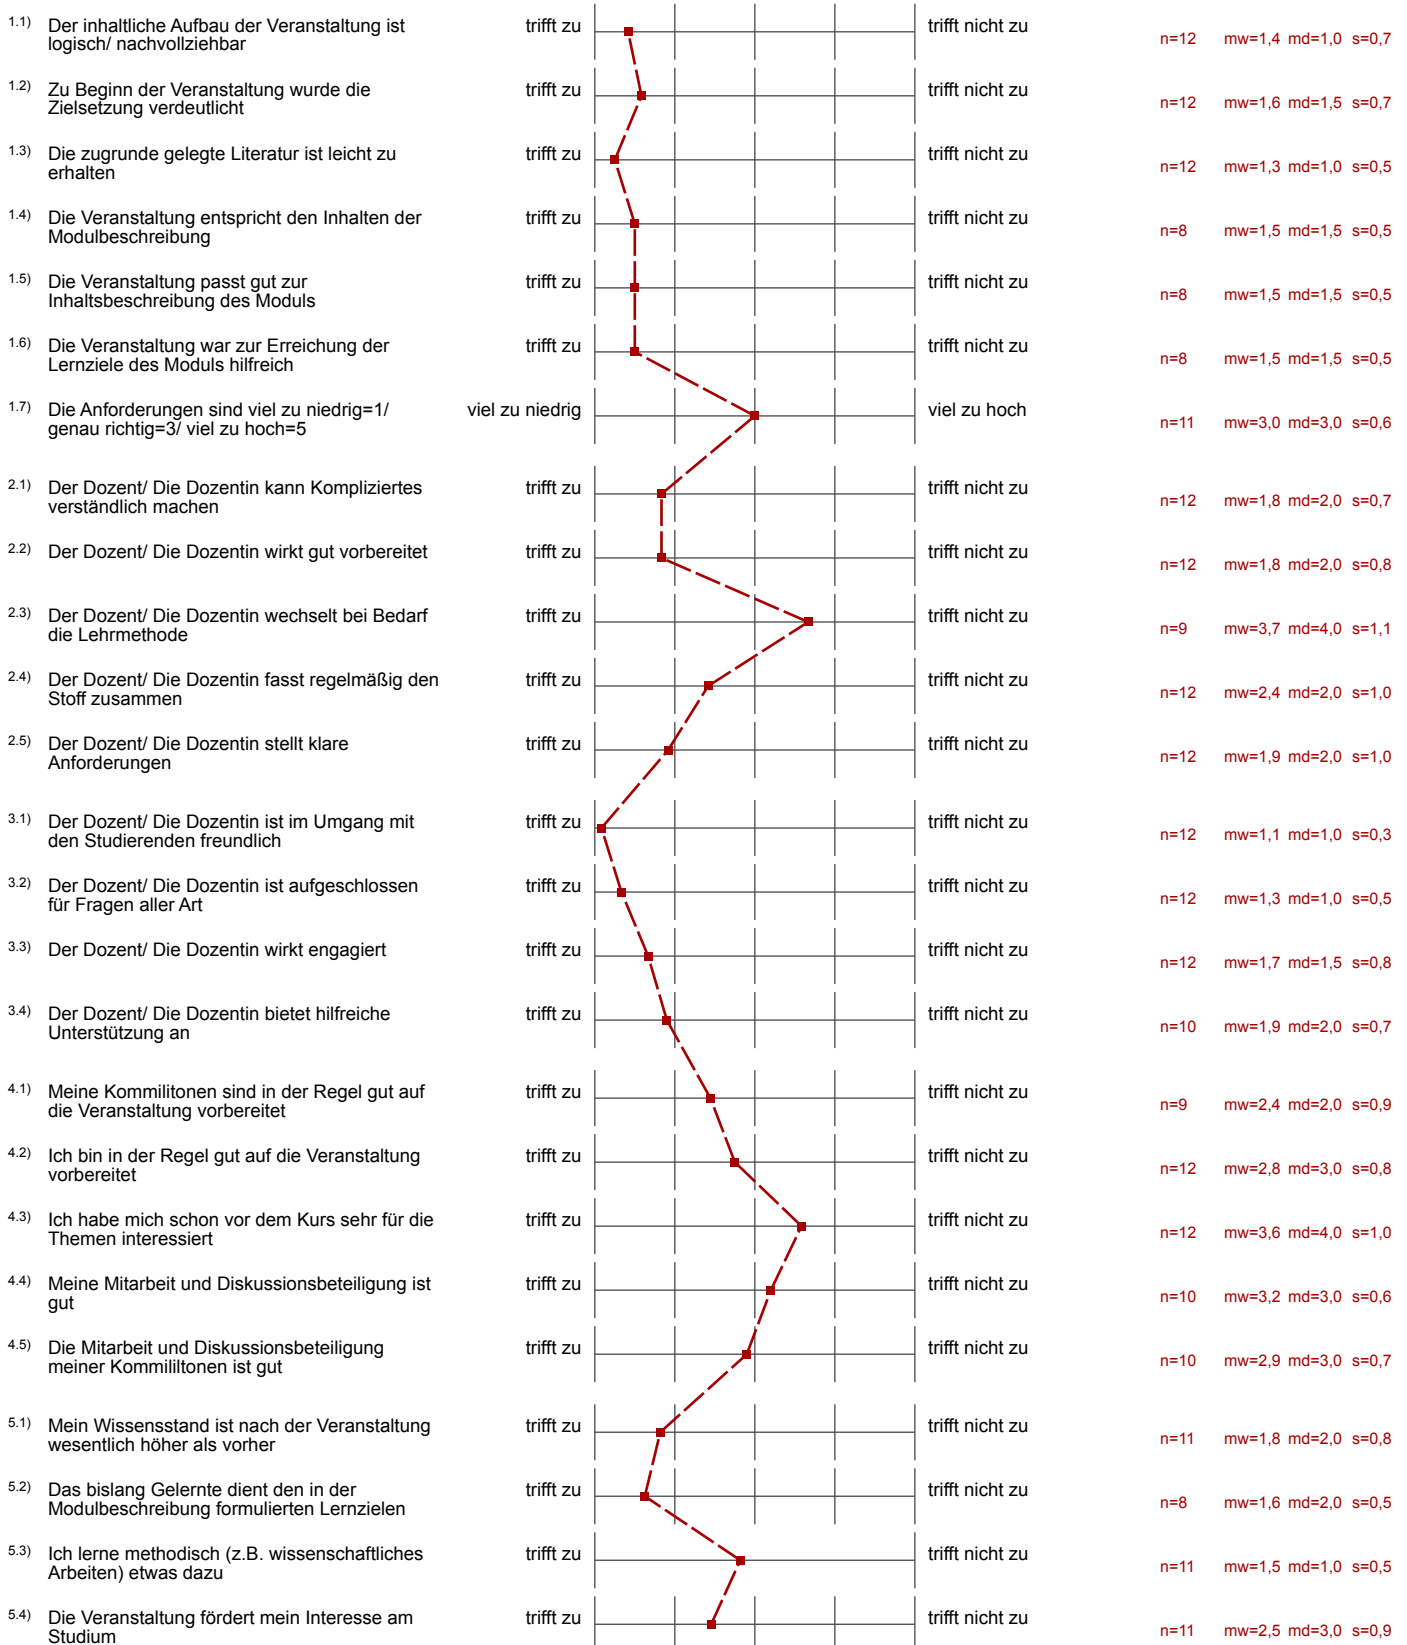 1.1) Der inhaltliche Aufbau der Veranstaltung ist trifft zu trifft nicht zu
logisch/ nachvollziehbar n=12 mw=1,4 md=1,0 s=0,7
1.2) Zu Beginn der Veranstaltung wurde die trifft zu trifft nicht zu
Zielsetzung verdeutlicht n=12 mw=1,6 md=1,5 s=0,7
1.3) Die zugrunde gelegte Literatur ist leicht zu trifft zu trifft nicht zu
erhalten n=12 mw=1,3 md=1,0 s=0,5
1.4) Die Veranstaltung entspricht den Inhalten der trifft zu trifft nicht zu
Modulbeschreibung n=8 mw=1,5 md=1,5 s=0,5
1.5) Die Veranstaltung passt gut zur trifft zu trifft nicht zu
Inhaltsbeschreibung des Moduls n=8 mw=1,5 md=1,5 s=0,5
1.6) Die Veranstaltung war zur Erreichung der trifft zu trifft nicht zu
Lernziele des Moduls hilfreich n=8 mw=1,5 md=1,5 s=0,5
1.7) Die Anforderungen sind viel zu niedrig=1/ viel zu niedrig viel zu hoch
genau richtig=3/ viel zu hoch=5 n=11 mw=3,0 md=3,0 s=0,6
2.1) Der Dozent/ Die Dozentin kann Kompliziertes trifft zu trifft nicht zu
verständlich machen n=12 mw=1,8 md=2,0 s=0,7
2.2) Der Dozent/ Die Dozentin wirkt gut vorbereitet trifft zu trifft nicht zu
n=12 mw=1,8 md=2,0 s=0,8
2.3) Der Dozent/ Die Dozentin wechselt bei Bedarf trifft zu trifft nicht zu
die Lehrmethode n=9 mw=3,7 md=4,0 s=1,1
2.4) Der Dozent/ Die Dozentin fasst regelmäßig den trifft zu trifft nicht zu
Stoff zusammen n=12 mw=2,4 md=2,0 s=1,0
2.5) Der Dozent/ Die Dozentin stellt klare trifft zu trifft nicht zu
Anforderungen n=12 mw=1,9 md=2,0 s=1,0
3.1) Der Dozent/ Die Dozentin ist im Umgang mit trifft zu trifft nicht zu
den Studierenden freundlich n=12 mw=1,1 md=1,0 s=0,3
3.2) Der Dozent/ Die Dozentin ist aufgeschlossen trifft zu trifft nicht zu
für Fragen aller Art n=12 mw=1,3 md=1,0 s=0,5
3.3) Der Dozent/ Die Dozentin wirkt engagiert trifft zu trifft nicht zu
n=12 mw=1,7 md=1,5 s=0,8
3.4) Der Dozent/ Die Dozentin bietet hilfreiche trifft zu trifft nicht zu
Unterstützung an n=10 mw=1,9 md=2,0 s=0,7
4.1) Meine Kommilitonen sind in der Regel gut auf trifft zu trifft nicht zu
die Veranstaltung vorbereitet n=9 mw=2,4 md=2,0 s=0,9
4.2) Ich bin in der Regel gut auf die Veranstaltung trifft zu trifft nicht zu
vorbereitet n=12 mw=2,8 md=3,0 s=0,8
4.3) Ich habe mich schon vor dem Kurs sehr für die trifft zu trifft nicht zu
Themen interessiert n=12 mw=3,6 md=4,0 s=1,0
4.4) Meine Mitarbeit und Diskussionsbeteiligung ist trifft zu trifft nicht zu
gut n=10 mw=3,2 md=3,0 s=0,6
4.5) Die Mitarbeit und Diskussionsbeteiligung trifft zu trifft nicht zu
meiner Kommililtonen ist gut n=10 mw=2,9 md=3,0 s=0,7
5.1) Mein Wissensstand ist nach der Veranstaltung trifft zu trifft nicht zu
wesentlich höher als vorher n=11 mw=1,8 md=2,0 s=0,8
5.2) Das bislang Gelernte dient den in der trifft zu trifft nicht zu
Modulbeschreibung formulierten Lernzielen n=8 mw=1,6 md=2,0 s=0,5
5.3) Ich lerne methodisch (z.B. wissenschaftliches trifft zu trifft nicht zu
Arbeiten) etwas dazu n=11 mw=1,5 md=1,0 s=0,5
5.4) Die Veranstaltung fördert mein Interesse am trifft zu trifft nicht zu
Studium n=11 mw=2,5 md=3,0 s=0,9